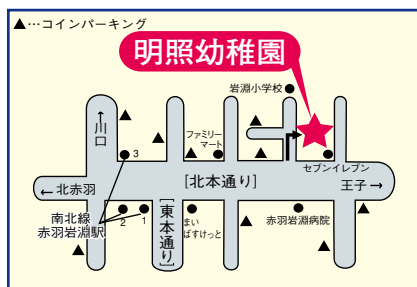 ▲…コインパーキング
明照幼稚園
岩淵小学校
↑川口
ファミリーマート
3
セブンイレブン
[北本通り]
← 北赤羽
王子→
南北線
赤羽岩淵駅
2
1
[東本通り]
まい
ばすけっと
赤羽岩淵病院